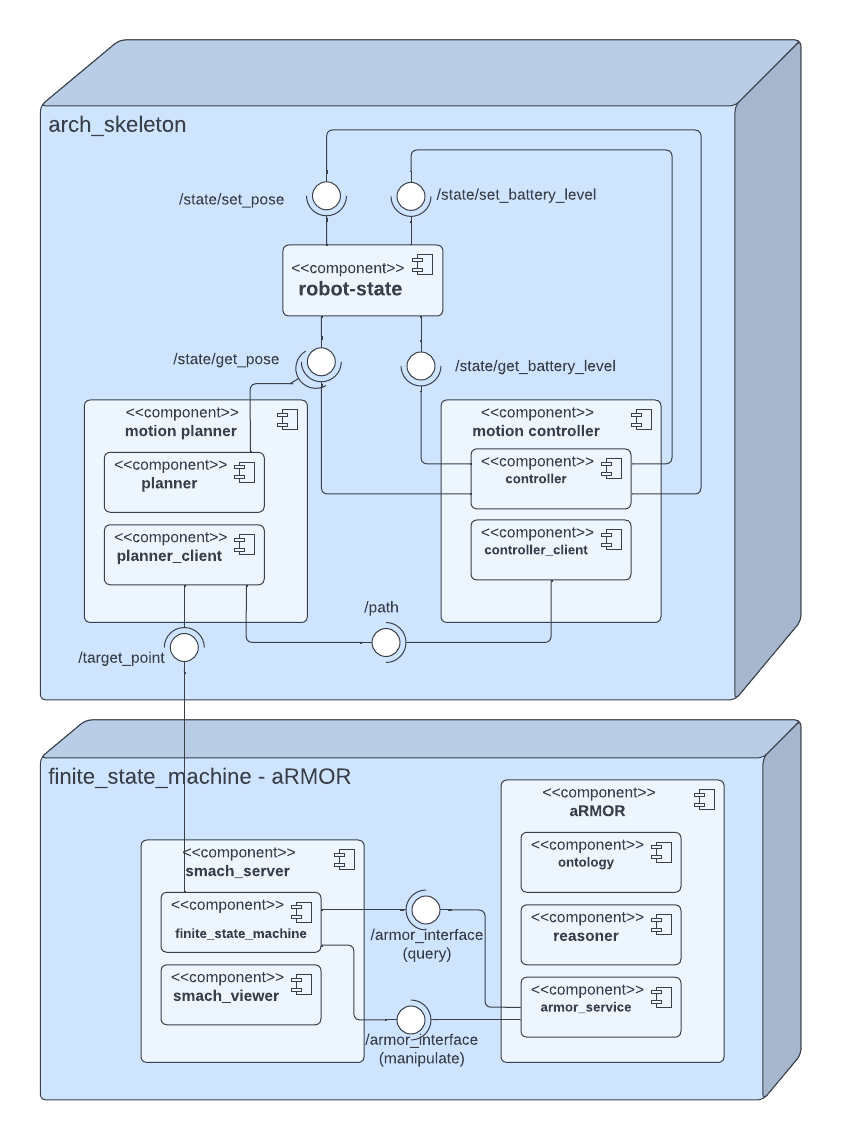 arch_skeleton
/state/set_pose
/state/set_battery_level
<<component>>
robot-state
/state/get_pose
/state/get_battery_level
<<component>>
motion planner
<<component>>
planner
<<component>>
planner_client
<<component>>
motion controller
<<component>>
controller
<<component>>
controller_client
/path
/target_point
finite_state_machine - aRMOR
<<component>>
smach_server
<<component>>
finite_state_machine
<<component>>
smach_viewer
/armor_interface
(query)
/armor_interface
(manipulate)
<<component>>
aRMOR
<<component>>
ontology
<<component>>
reasoner
<<component>>
armor_service